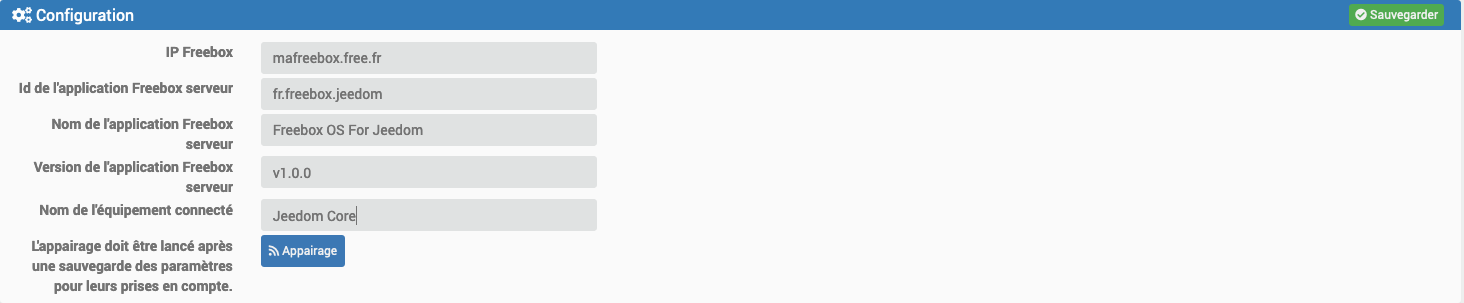 Configuration
Sauvegarder
IP Freebox
mafreebox.free.fr
Id de l'application Freebox serveur
fr.freebox.jeedom
Nom de l'application Freebox
serveur
Freebox OS For Jeedom
Version de l'application Freebox
serveur
v1.0.0
Nom de l'équipement connecté
Jeedom Core
L'appairage doit être lancé après
une sauvegarde des paramètres
pour leurs prises en compte.
Appairage